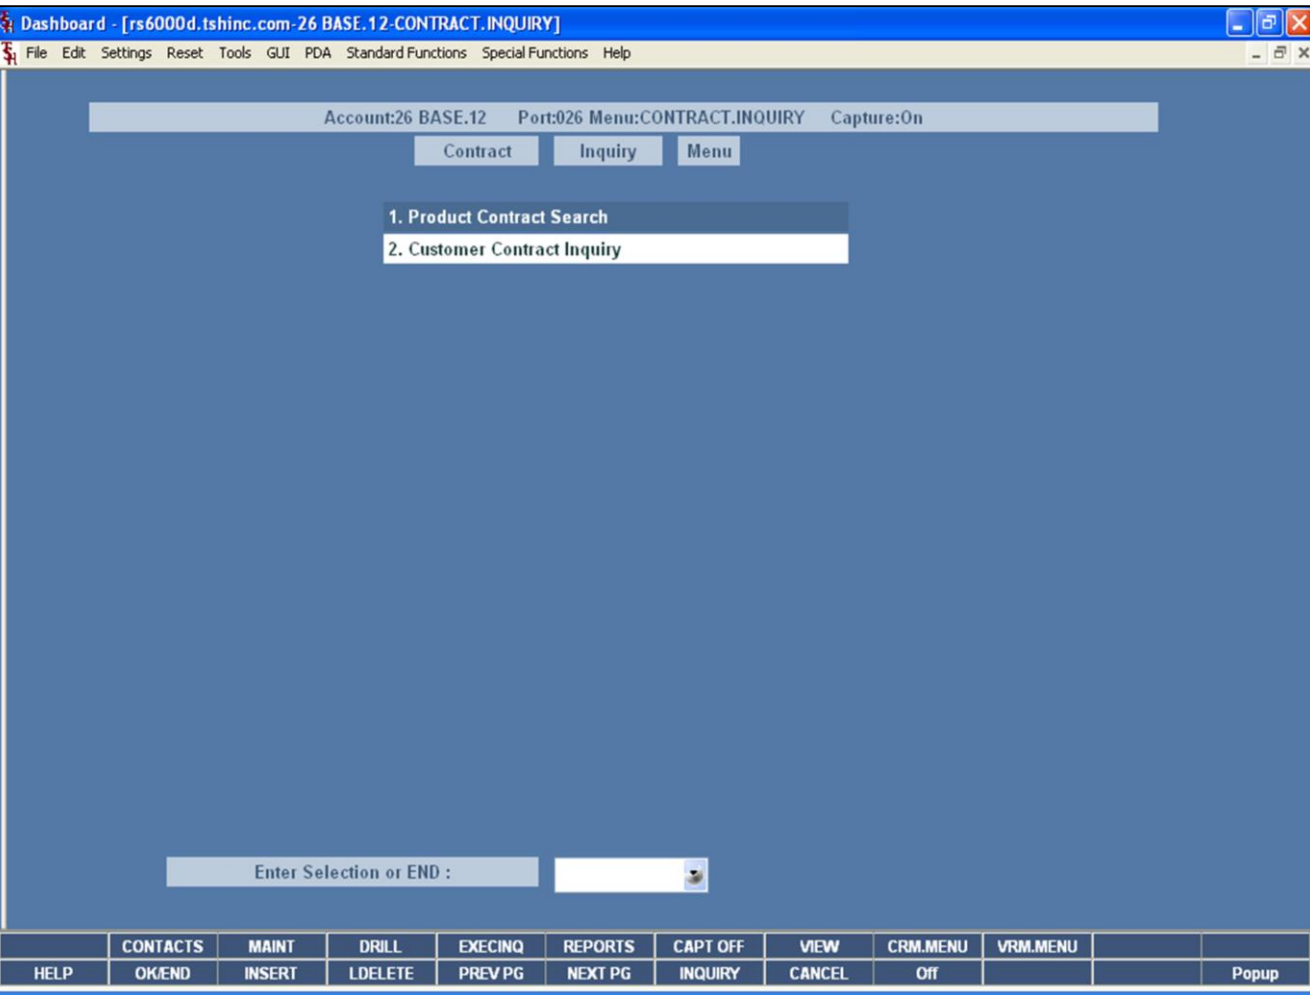 Dashboard - [rs6000d.tshinc.com-26 BASE.12-CONTRACT.INQUIRY]
File Edit Settings Reset Tools GUI PDA Standard Functions Special Functions Help
Account:26 BASE.12 Port:026 Menu:CONTRACT.INQUIRY Capture:On
Contract Inquiry Menu
1. Product Contract Search
2. Customer Contract Inquiry
Enter Selection or END :
CONTACTS MAINT DRILL EXECINQ REPORTS CAPT OFF VIEW CRM.MENU VRM.MENU
HELP OK/END INSERT LDELETE PREV PG NEXT PG INQUIRY CANCEL Off Popup